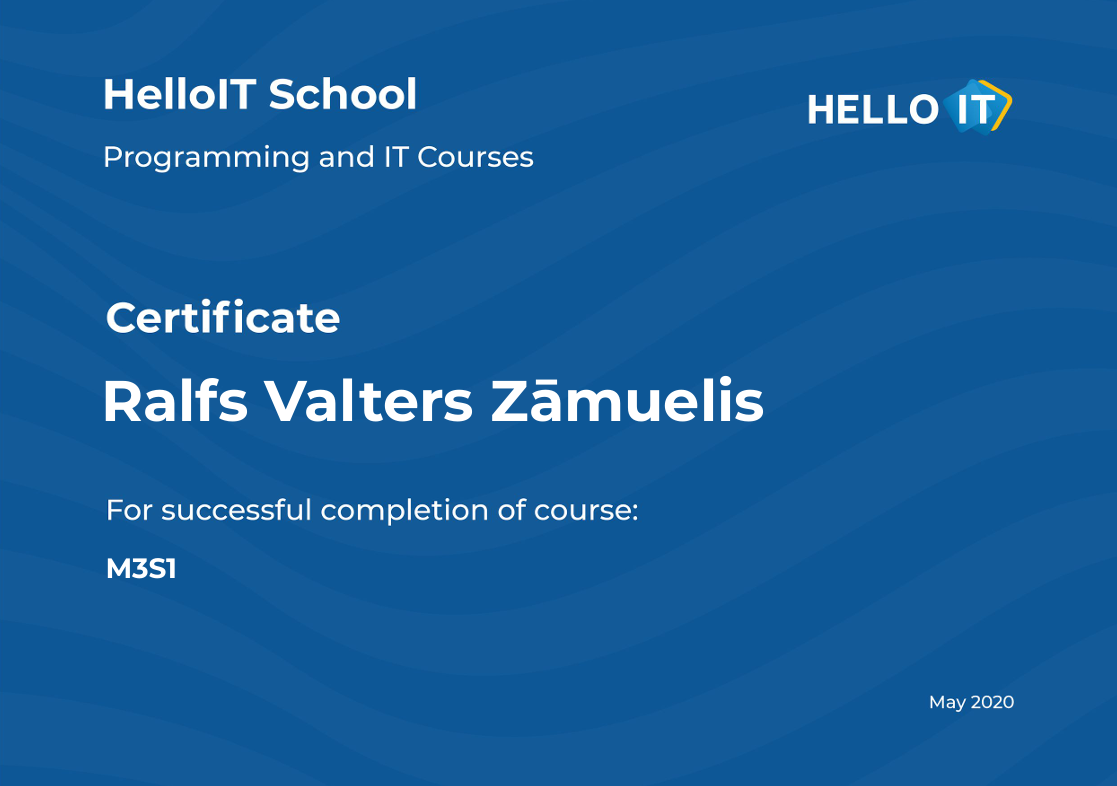 HelloIT School
HELLO IT
Programming and IT Courses
Certificate
Ralfs Valters Zāmuelis
For successful completion of course:
M3S1
May 2020